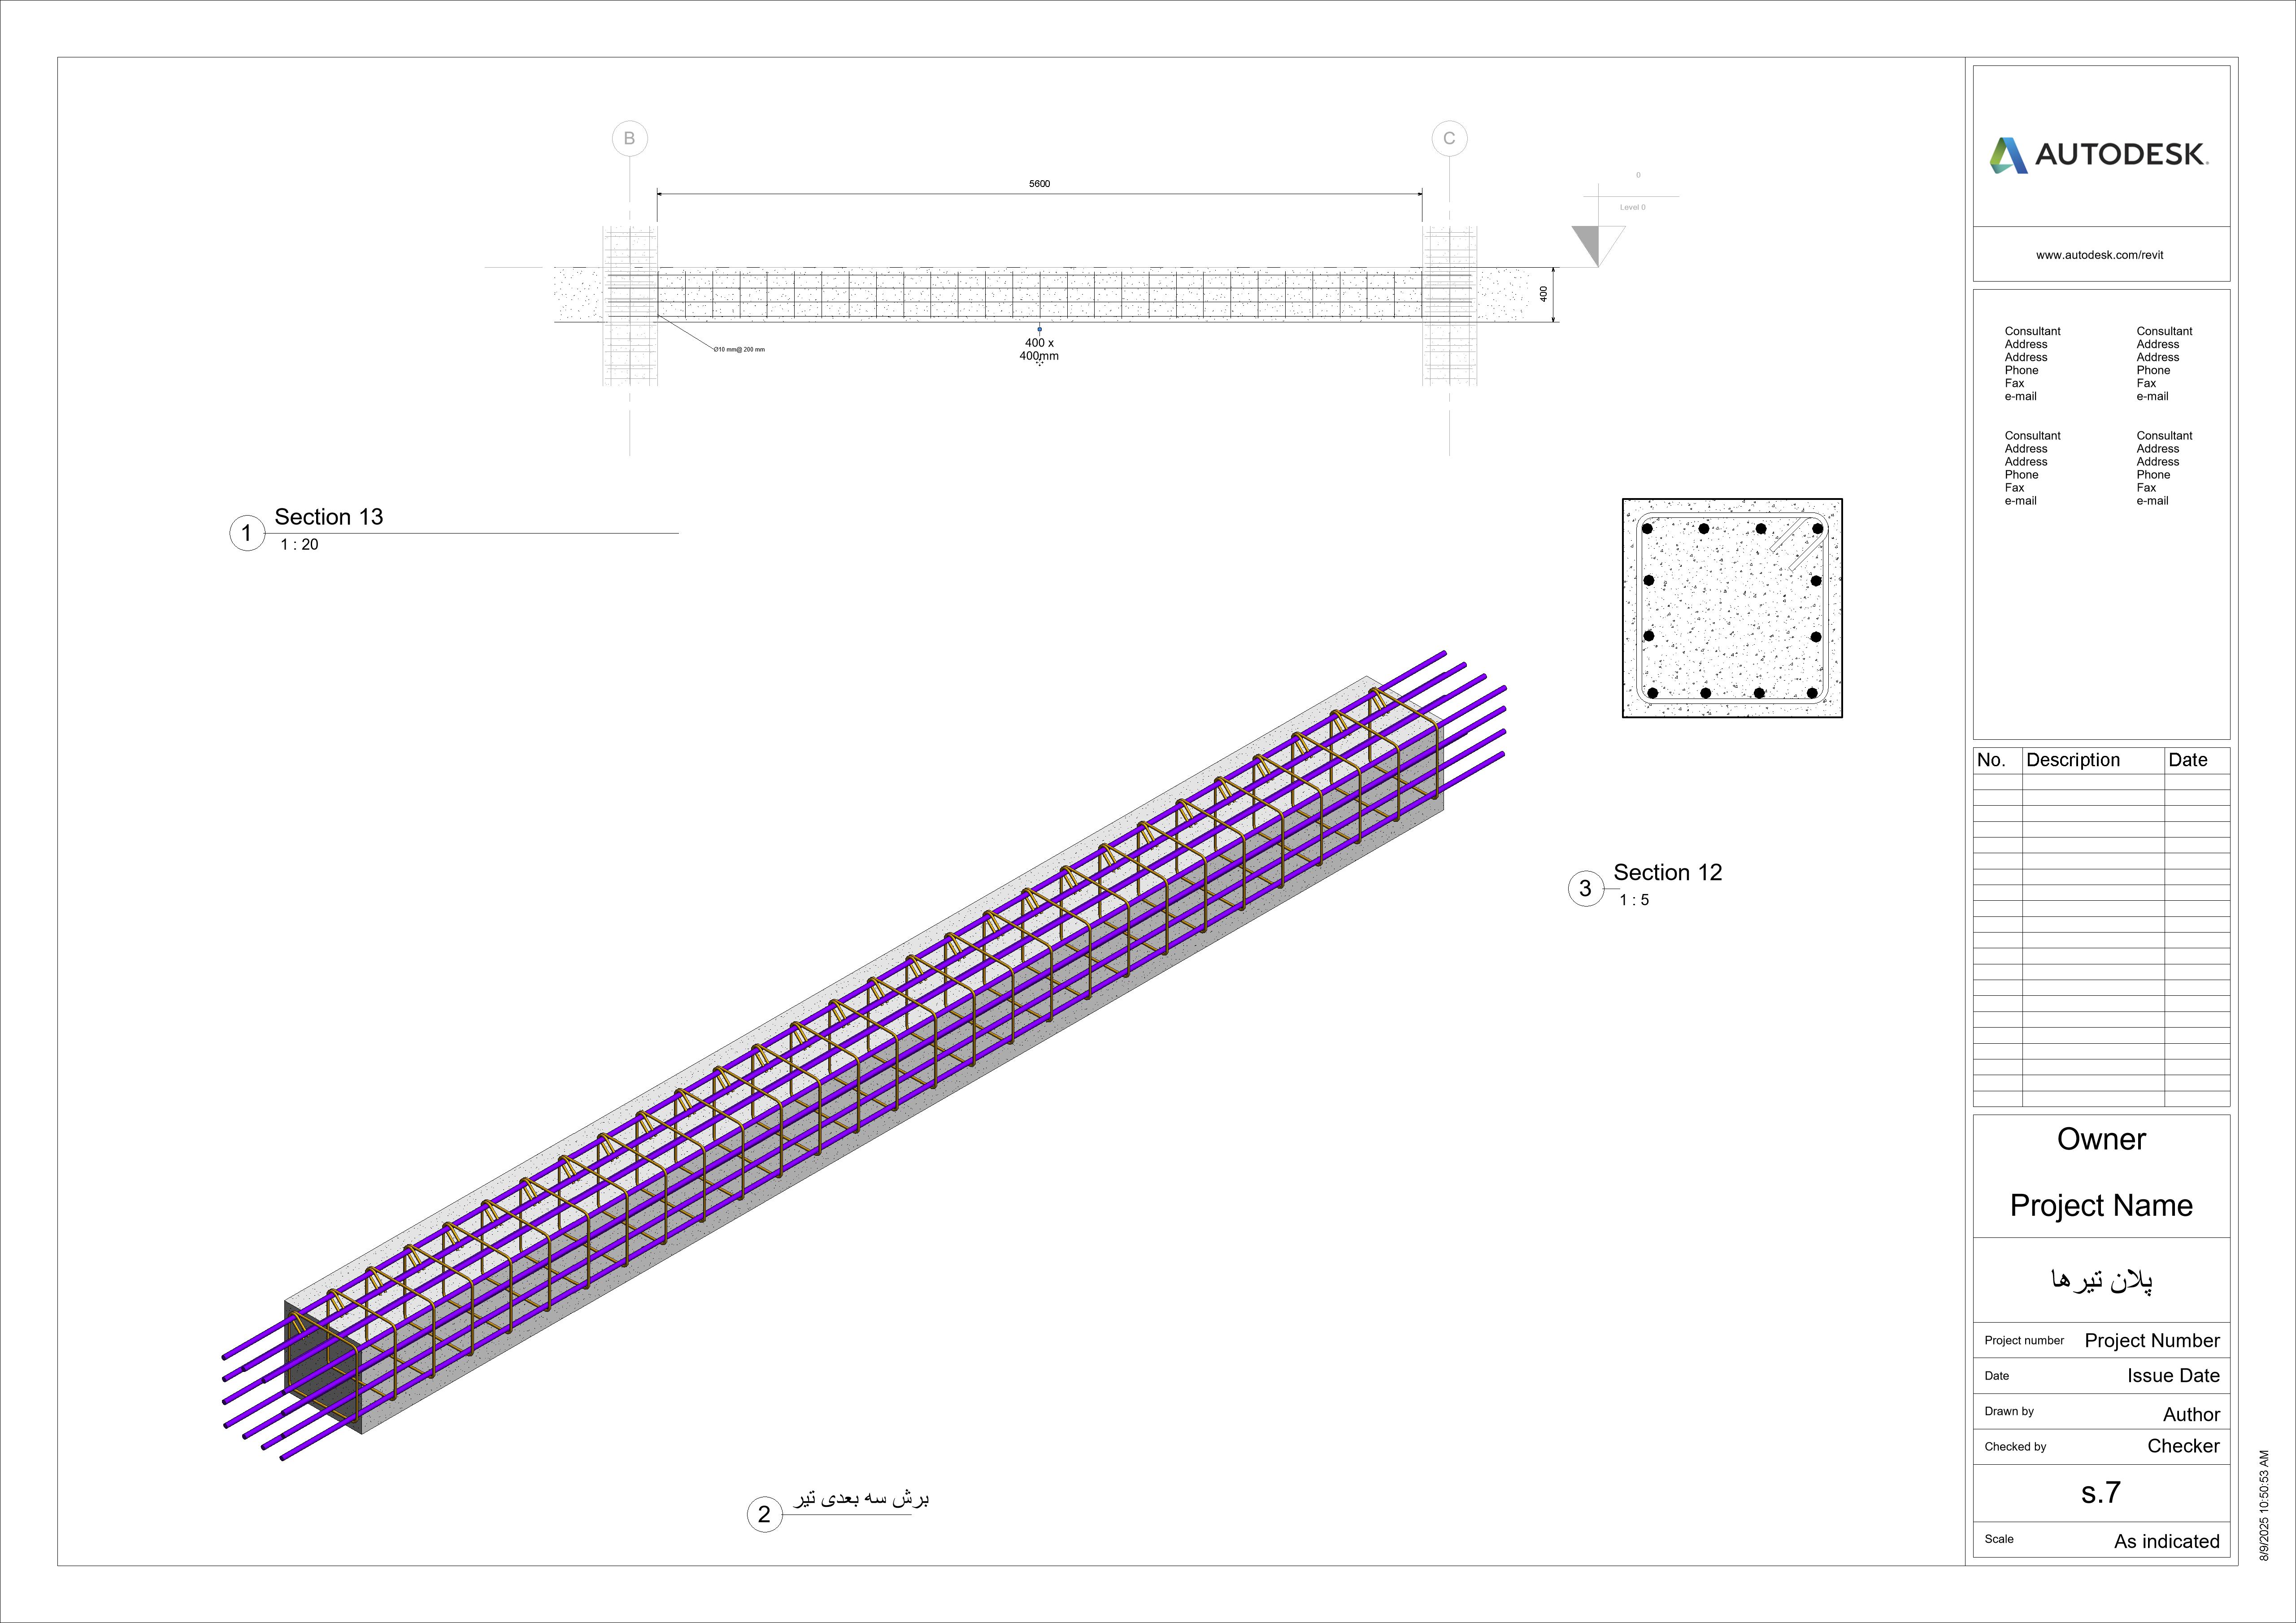 B
C
5600
0
Level 0
400
Ø10 mm@ 200 mm
400 x
400mm
1
Section 13
1 : 20
3
Section 12
1 : 5
2
برش سه بعدی تیر
AUTODESK.
www.autodesk.com/revit
Consultant
Address
Address
Phone
Fax
e-mail
Consultant
Address
Address
Phone
Fax
e-mail
Consultant
Address
Address
Phone
Fax
e-mail
Consultant
Address
Address
Phone
Fax
e-mail
No. Description Date
Owner
Project Name
پلان تیرها
Project number Project Number
Date Issue Date
Drawn by Author
Checked by Checker
s.7
Scale As indicated
8/9/2025 10:50:53 AM